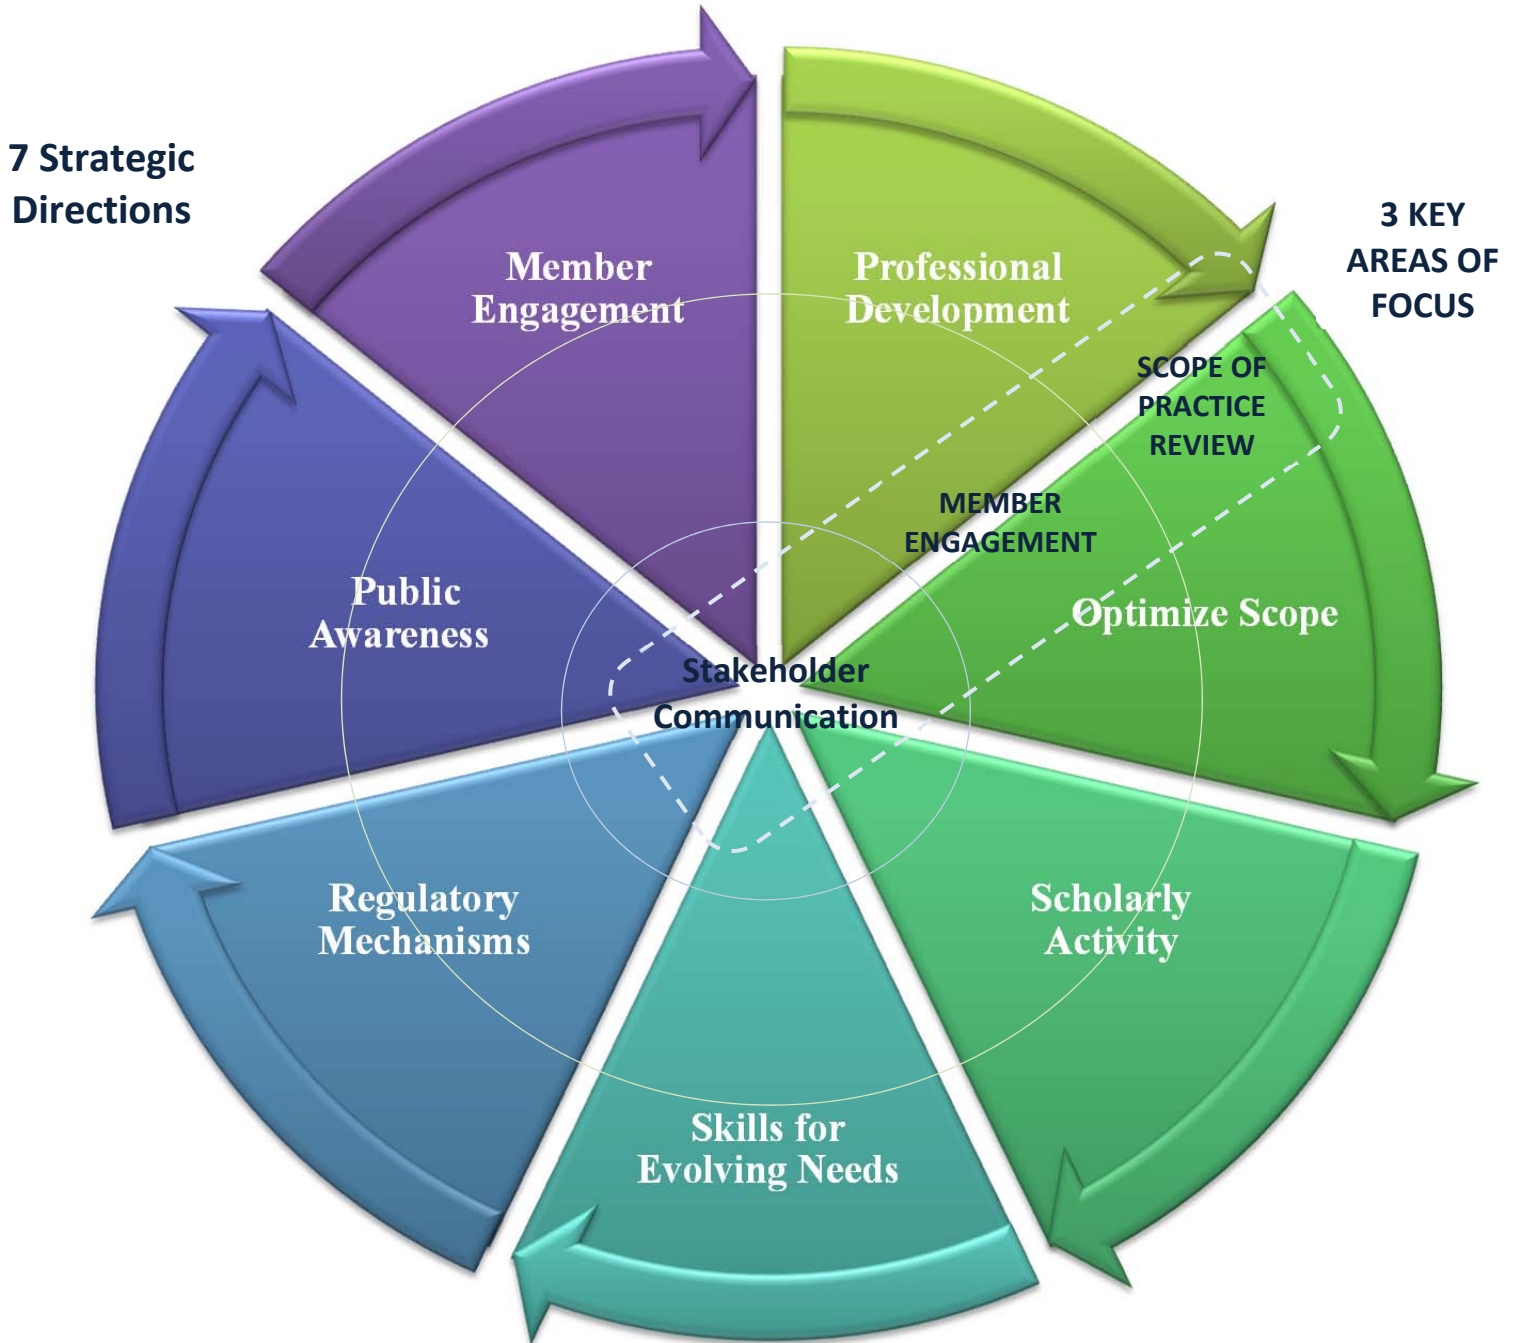 7 Strategic
Directions
3 KEY
AREAS OF
FOCUS
Member
Engagement
Professional
Development
SCOPE OF
PRACTICE
REVIEW
MEMBER
ENGAGEMENT
Public
Awareness
Optimize Scope
Stakeholder
Communication
Regulatory
Mechanisms
Scholarly
Activity
Skills for
Evolving Needs